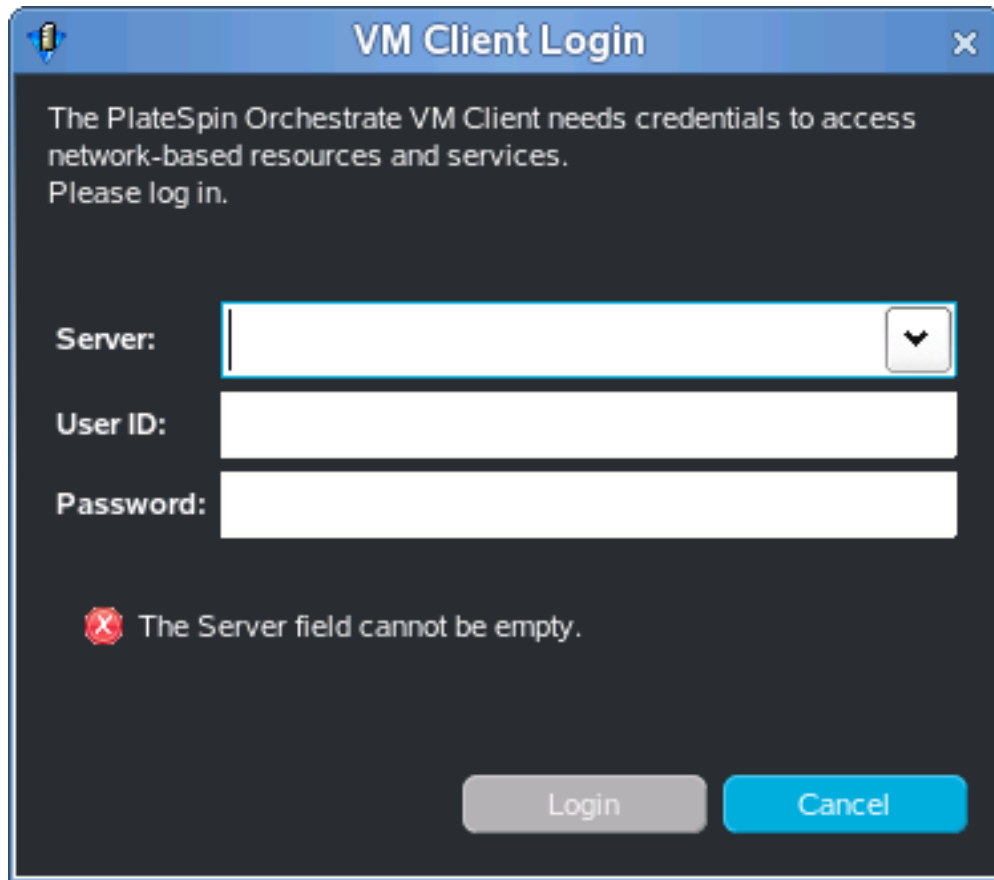 VM Client Login
The PlateSpin Orchestrate VM Client needs credentials to access
network-based resources and services.
Please log in.
Server:
User ID:
Password:
The Server field cannot be empty.
Login Cancel